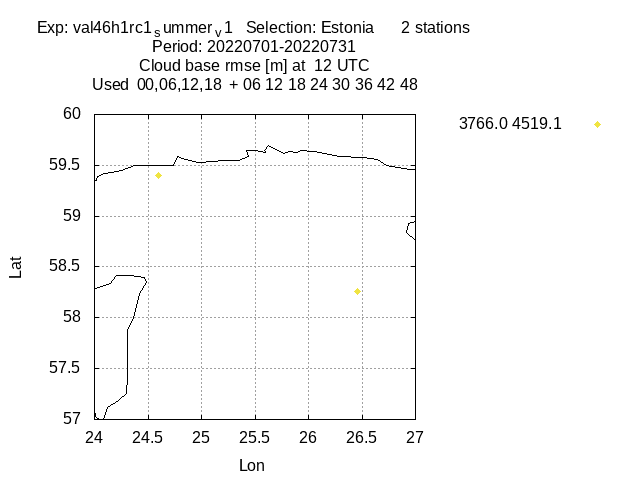 Exp: val46h1rc1summerv1 Selection: Estonia 2 stations
Period: 20220701-20220731
Cloud base rmse [m] at 12 UTC
Used 00,06,12,18 + 06 12 18 24 30 36 42 48
3766.0 4519.1
60
59.5
59
58.5
58
57.5
57
Lat
24 24.5 25 25.5 26 26.5 27
Lon